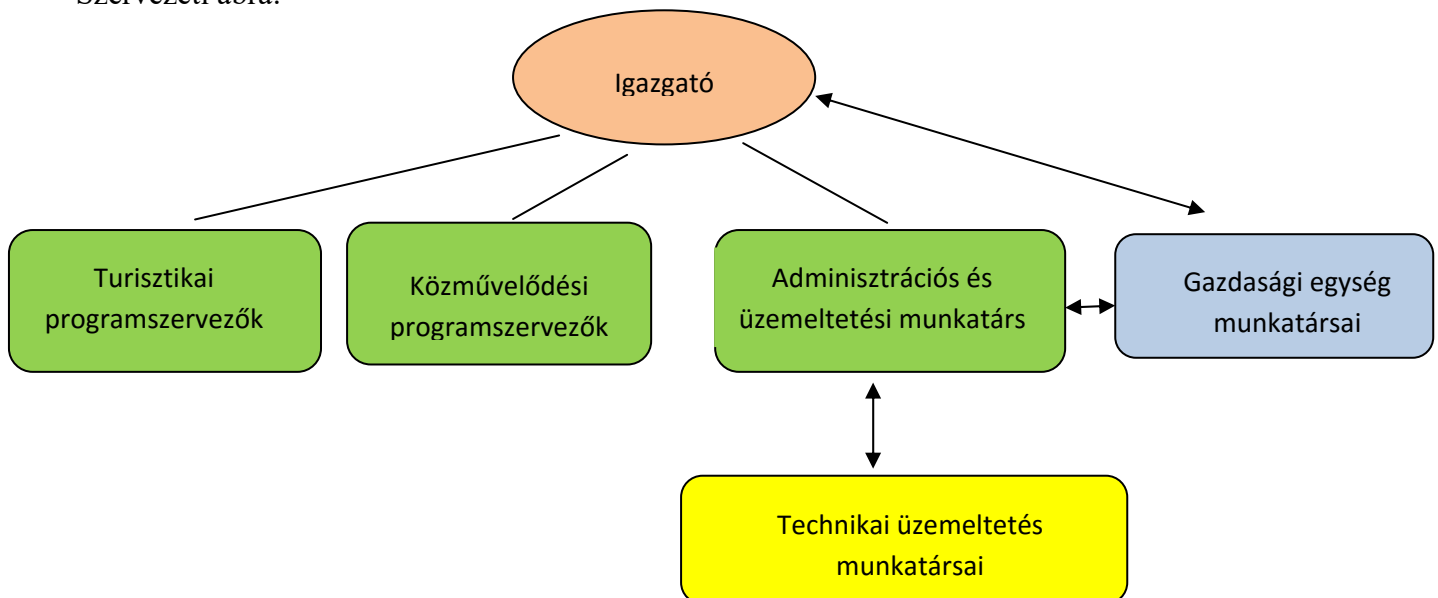 Szervezeti ábra:
Igazgató
Turisztikai
programszervezők
Közművelődési
programszervezők
Adminisztrációs és
üzemeltetési munkatárs
Gazdasági egység
munkatársai
Technikai üzemeltetés
munkatársai